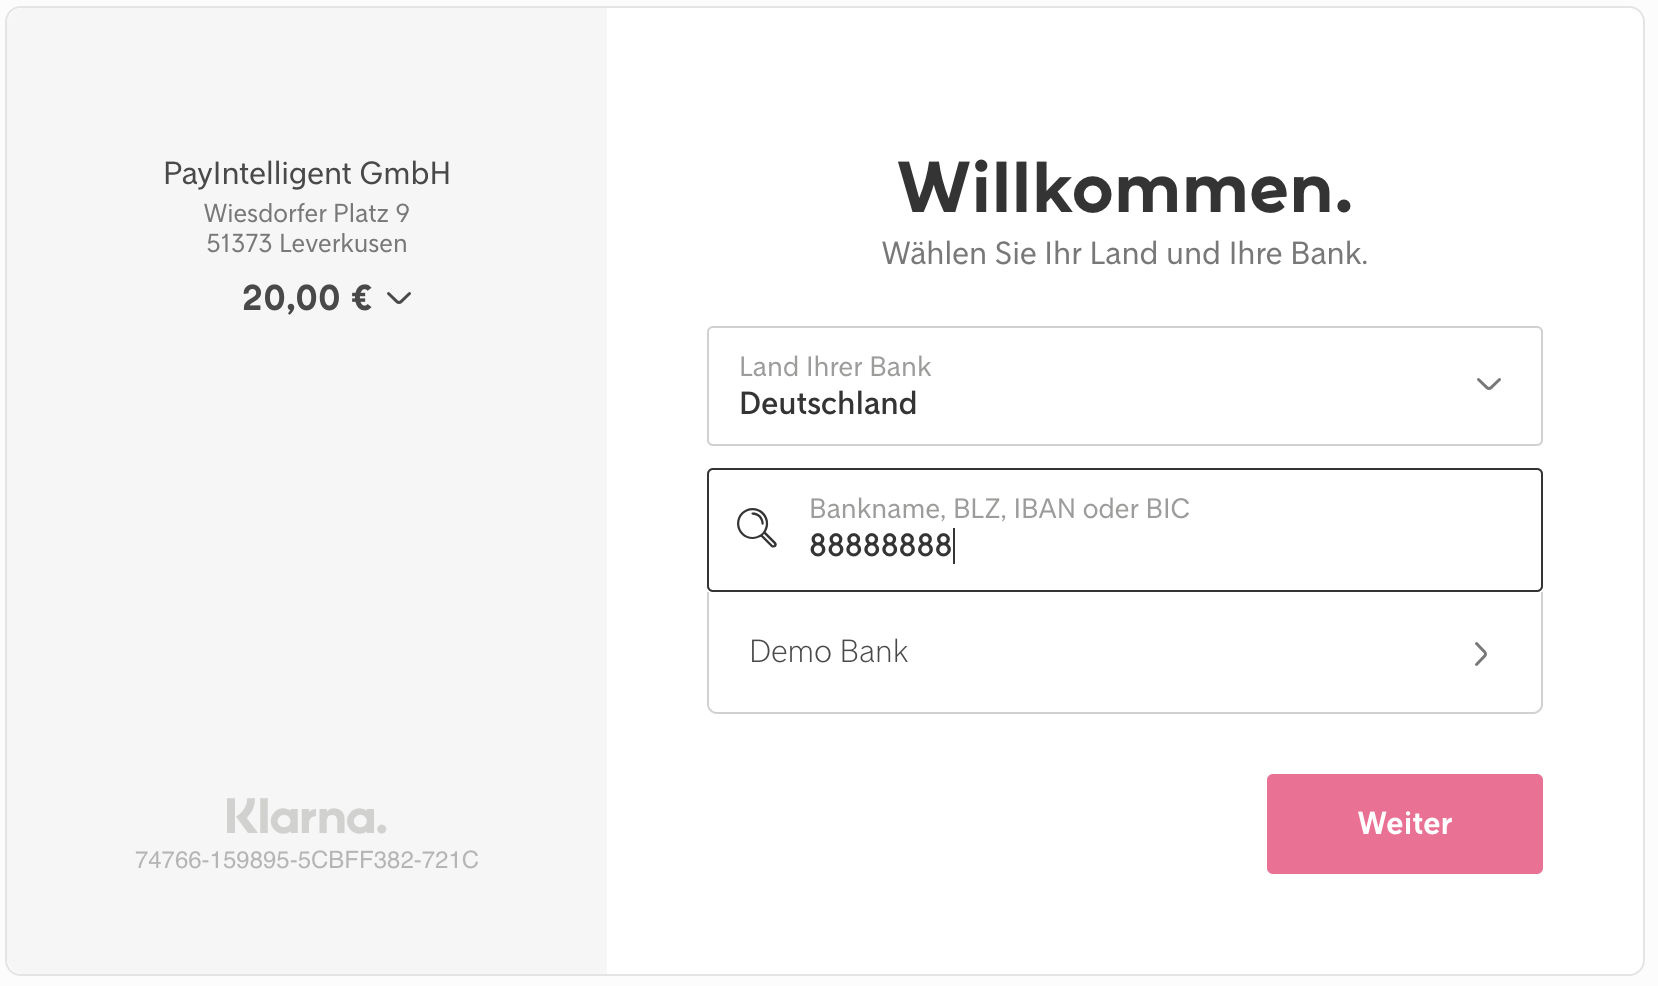 PayIntelligent GmbH
Wiesdorfer Platz 9
51373 Leverkusen
20,00 €
Klarna.
74766-159895-5CBFF382-721C
Willkommen.
Wählen Sie Ihr Land und Ihre Bank.
Land Ihrer Bank
Deutschland
Bankname, BLZ, IBAN oder BIC
88888888
Demo Bank
Weiter